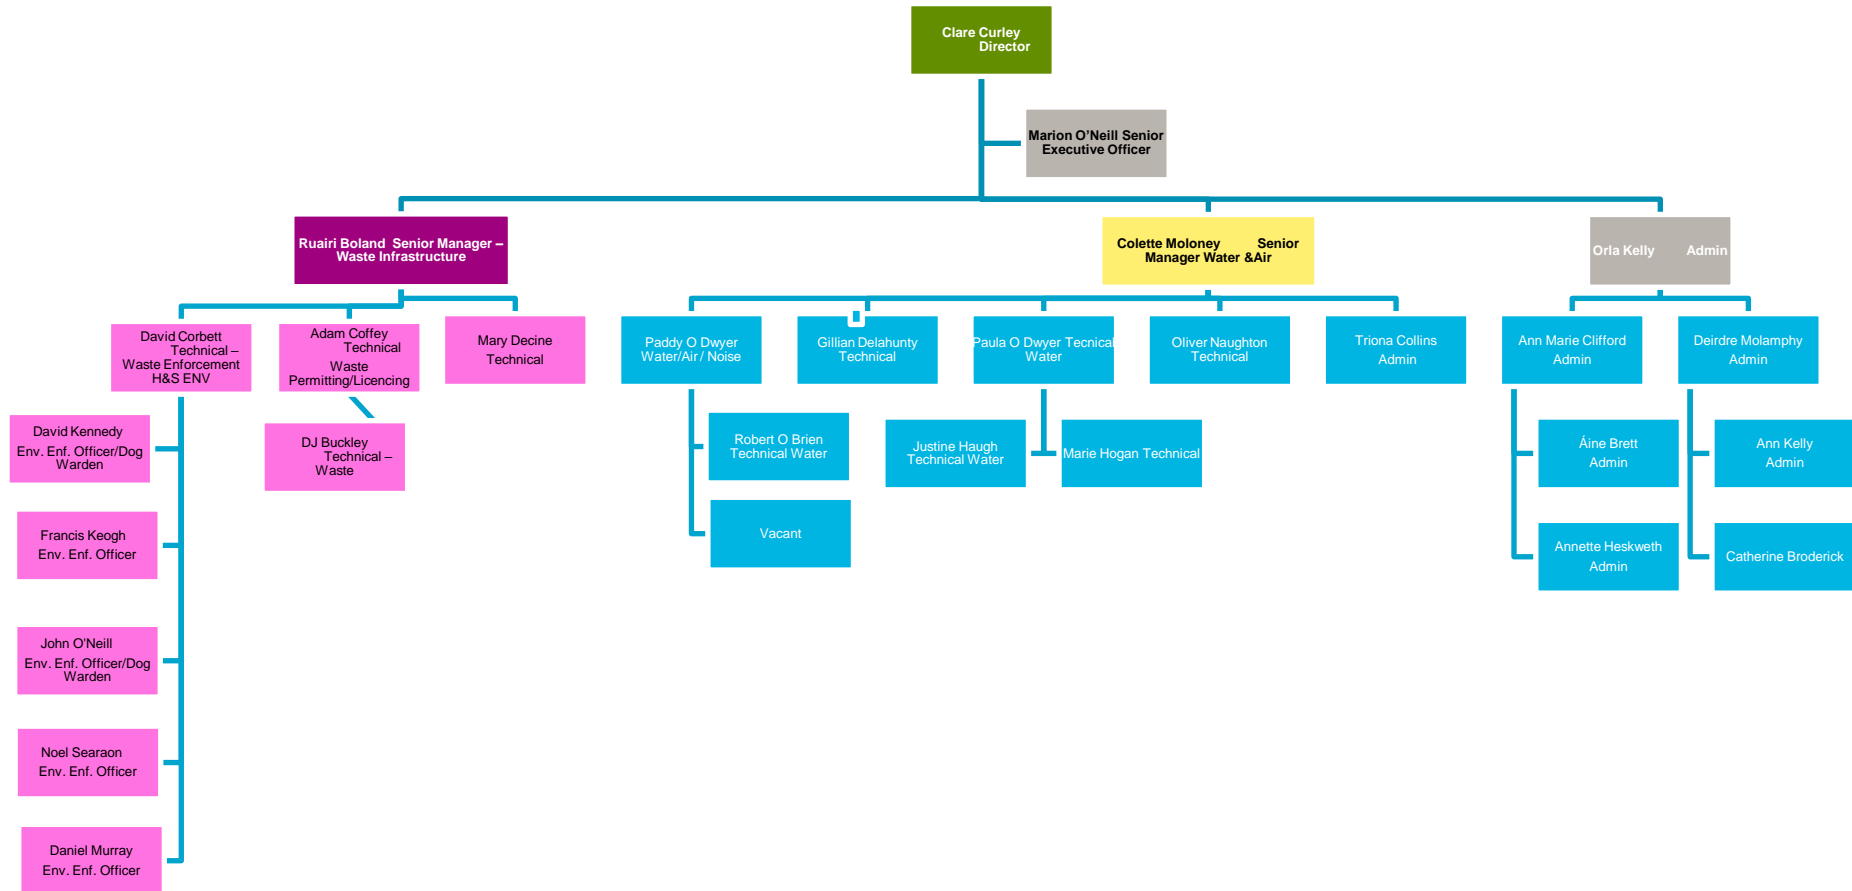 Clare Curley
Director
Marion O’Neill Senior
Executive Officer
Ruairi Boland Senior Manager –
Waste Infrastructure
Colette Moloney Senior
Manager Water &Air
Orla Kelly Admin
David Corbett
Technical –
Waste Enforcement
H&S ENV
Adam Coffey
Technical
Waste
Permitting/Licencing
Mary Decine
Technical
Paddy O Dwyer
Water/Air / Noise
Gillian Delahunty
Technical
Paula O Dwyer Tecnical
Water
Oliver Naughton
Technical
Triona Collins
Admin
Ann Marie Clifford
Admin
Deirdre Molamphy
Admin
David Kennedy
Env. Enf. Officer/Dog
Warden
DJ Buckley
Technical –
Waste
Robert O Brien
Technical Water
Justine Haugh
Technical Water
Marie Hogan Technical
Áine Brett
Admin
Ann Kelly
Admin
Francis Keogh
Env. Enf. Officer
Vacant
Annette Heskweth
Admin
Catherine Broderick
John O'Neill
Env. Enf. Officer/Dog
Warden
Noel Searaon
Env. Enf. Officer
Daniel Murray
Env. Enf. Officer